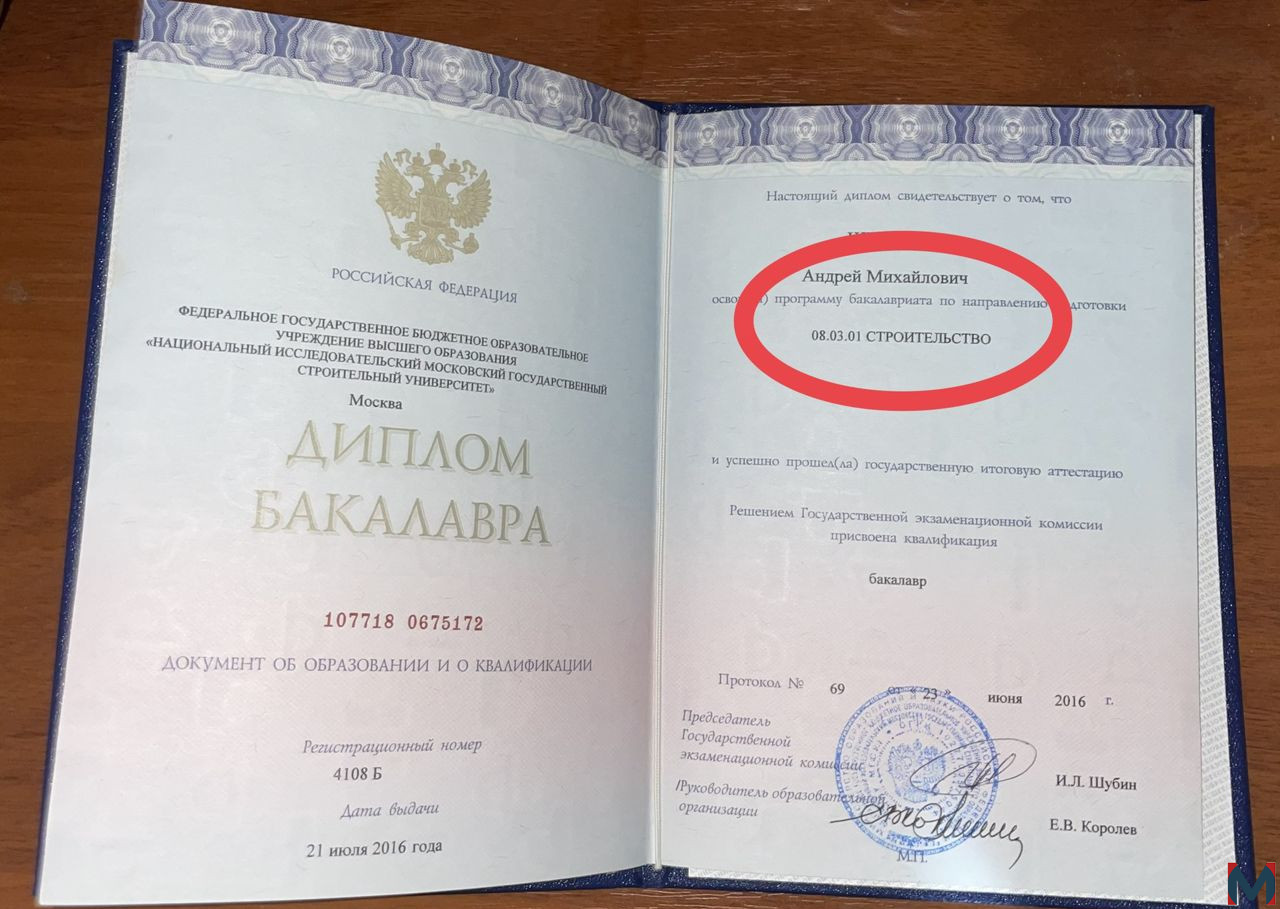 РОССИЙСКАЯ ФЕДЕРАЦИЯ
ФЕДЕРАЛЬНОЕ ГОСУДАРСТВЕННОЕ БЮДЖЕТНОЕ ОБРАЗОВАТЕЛЬНОЕ
УЧРЕЖДЕНИЕ ВЫСШЕГО ОБРАЗОВАНИЯ
«НАЦИОНАЛЬНЫЙ ИССЛЕДОВАТЕЛЬСКИЙ МОСКОВСКИЙ ГОСУДАРСТВЕННЫЙ
СТРОИТЕЛЬНЫЙ УНИВЕРСИТЕТ»
Москва
ДИПЛОМ
БАКАЛАВРА
107718 0675172
ДОКУМЕНТ ОБ ОБРАЗОВАНИИ И О КВАЛИФИКАЦИИ
Регистрационный номер
4108 Б
Дата выдачи
21 июля 2016 года
Настоящий диплом свидетельствует о том, что
Андрей Михайлович
программу бакалавриата по направлению
08.03.01 СТРОИТЕЛЬСТВО
и успешно прошел(ла) государственную итоговую аттестацию
Решением Государственной экзаменационной комиссии
присвоена квалификация
бакалавр
Протокол № 69 от « 23 » июня 2016 г.
Председатель
Государственной
экзаменационной комиссии
И.Л. Шубин
/Руководитель образовательной
организации
Е.В. Королев
М.П.
М